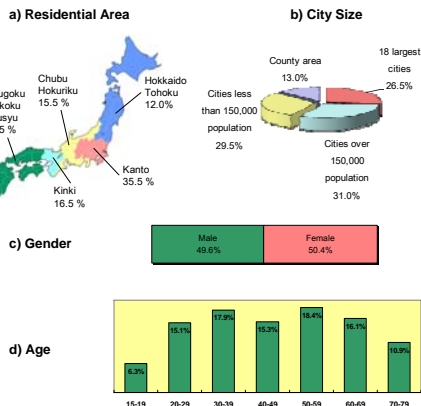 a) Residential Area
b) City Size
Chubu
Hokuriku
15.5 %
Hokkaido
Tohoku
12.0%
ugoku
koku
usyu
5 %
Kinki
16.5 %
Kanto
35.5 %
County area
13.0%
18 largest
cities
26.5%
Cities less
than 150,000
population
29.5%
Cities over
150,000
population
31.0%
c) Gender
Male
49.6%
Female
50.4%
d) Age
6.3%
15.1%
17.9%
15.3%
18.4%
16.1%
10.9%
15-19
20-29
30-39
40-49
50-59
60-69
70-79